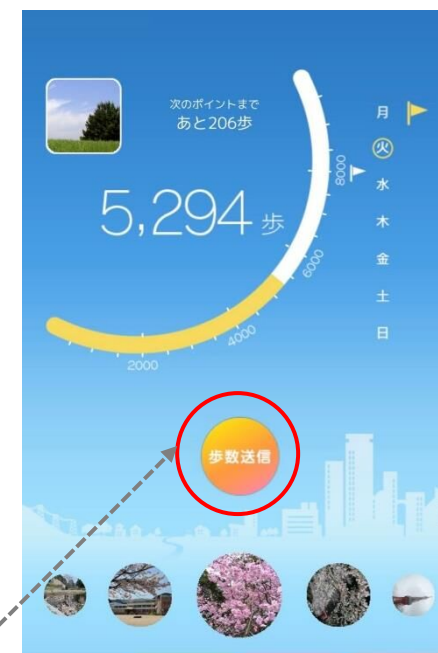 次のポイントまで
あと206歩
5,294 歩
2000
4000
6000
8000
月
火
水
木
金
土
日
歩数送信